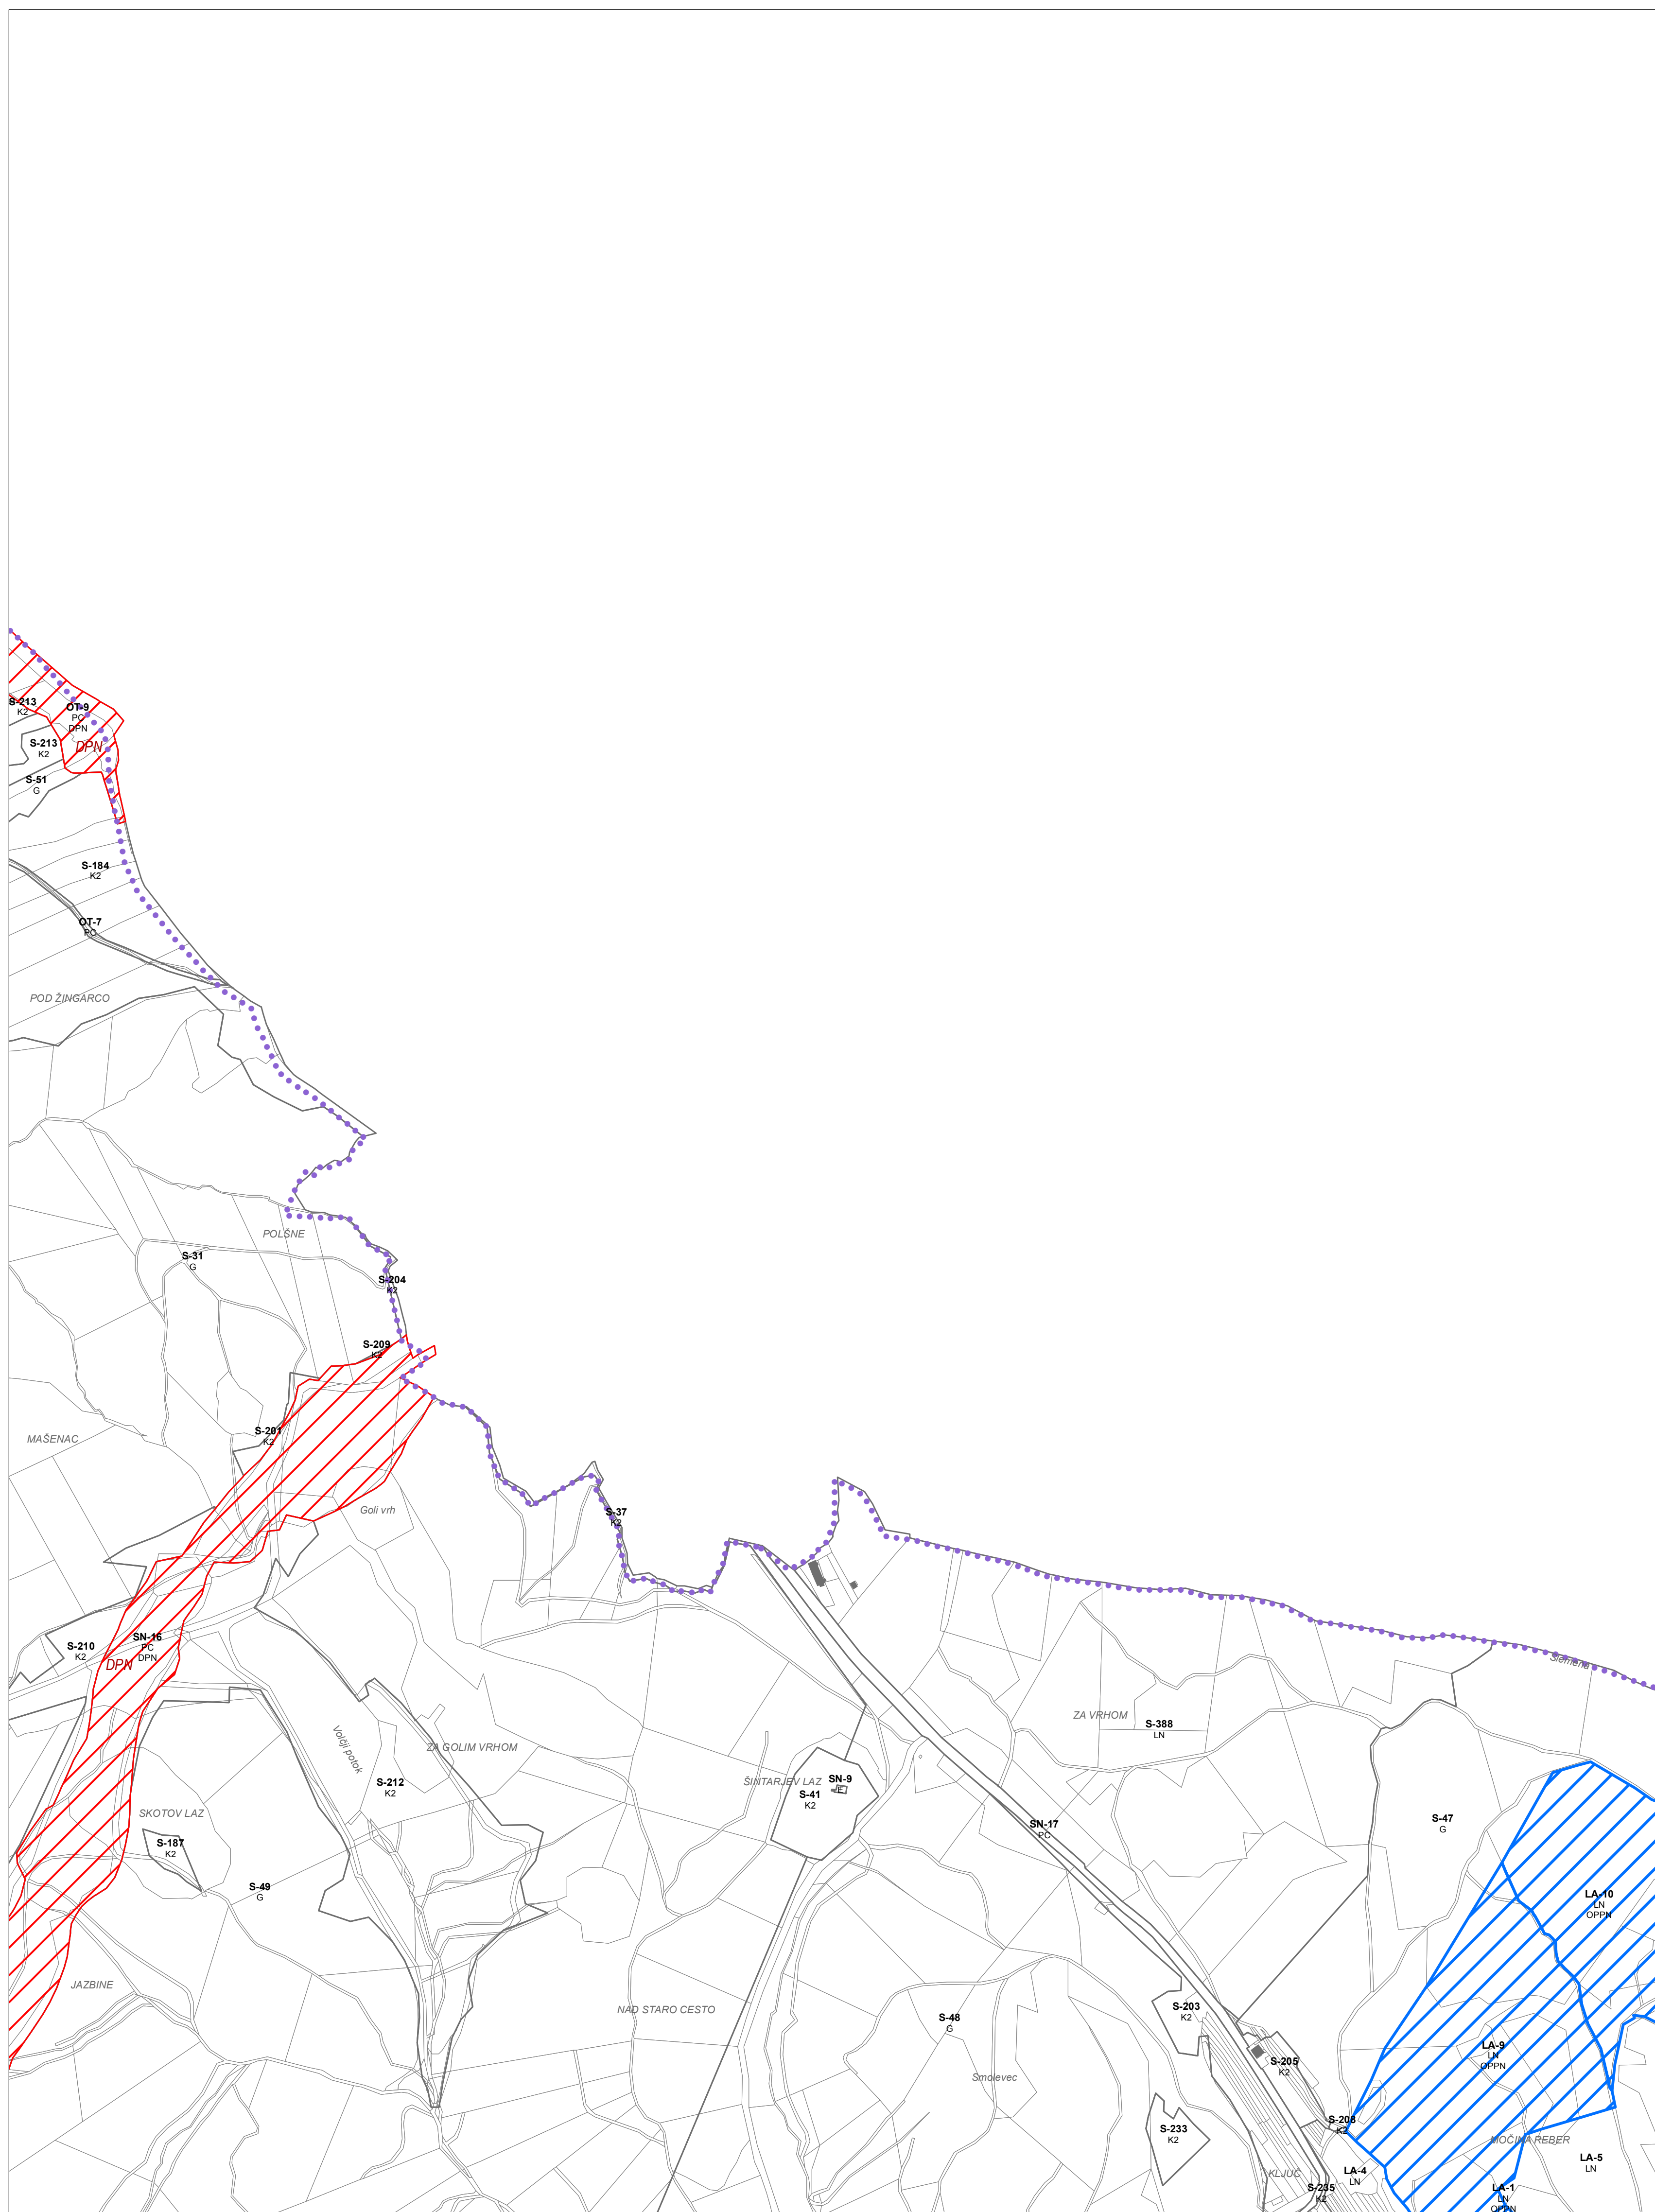 S-213
K2
OT-9
PC
DPN
DPN
S-213
K2
S-51
G
S-184
K2
OT-7
PC
POD ŽINGARCO
POLŠNE
S-31
G
S-204
K2
S-209
K2
MAŠENAC
S-201
K2
Goli vrh
S-37
K2
S-210
K2
SN-16
PC
DPN
DPN
Slemena
ZA VRHOM
S-388
LN
Volčji potok
ZA GOLIM VRHOM
S-212
K2
ŠINTARJEV LAZ
SN-9
E
S-41
K2
SKOTOV LAZ
S-187
K2
SN-17
PC
S-47
G
S-49
G
LA-10
LN
OPPN
JAZBINE
NAD STARO CESTO
S-48
G
S-203
K2
Smolevec
S-205
K2
LA-9
LN
OPPN
S-208
K2
S-233
K2
MOČILA REBER
KLJUČ
LA-4
LN
LA-5
LN
S-235
K2
LA-1
LN
OPPN